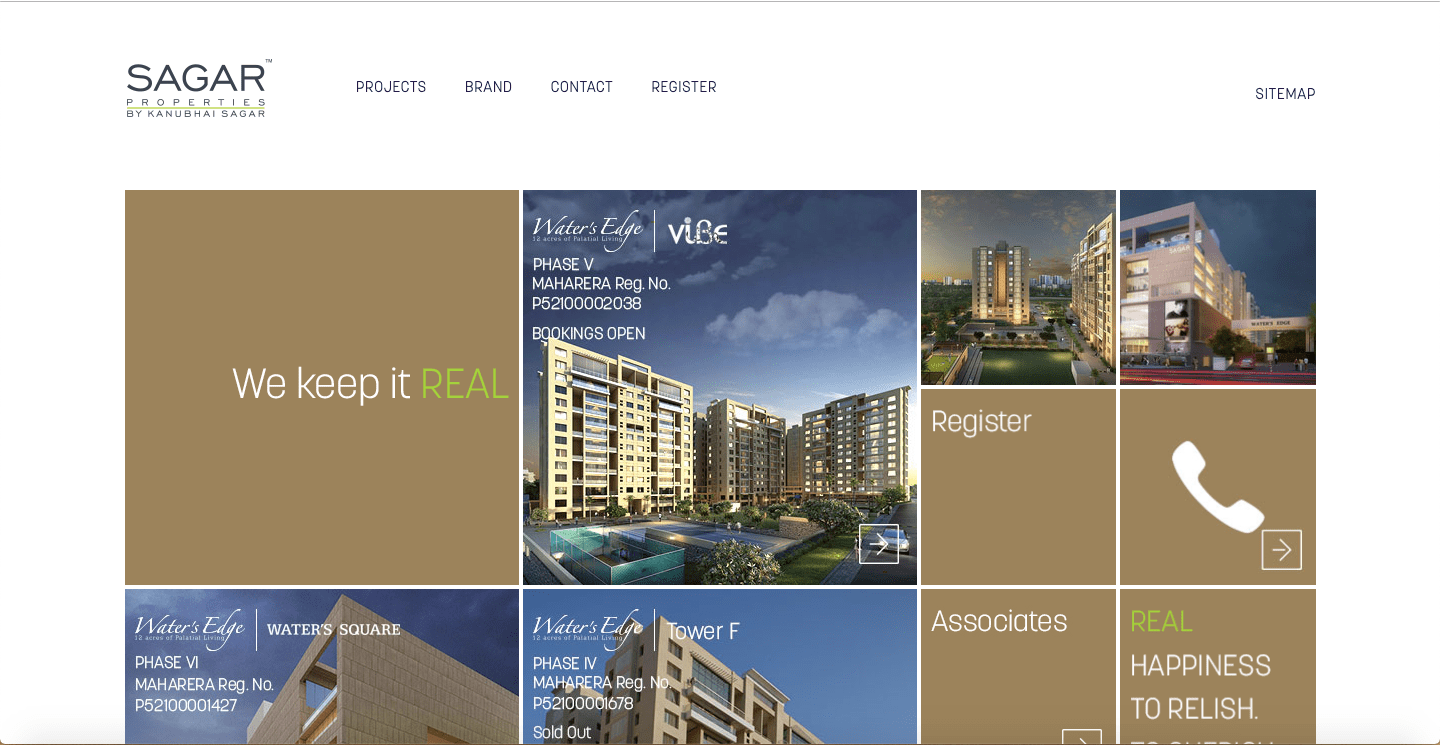 SAGAR™
PROPERTIES
BY KANUBHAI SAGAR
PROJECTS
BRAND
CONTACT
REGISTER
SITEMAP
We keep it REAL
Water's Edge
12 acres of Palatial Living
VIBE
PHASE V
MAHARERA Reg. No.
P52100002038
BOOKINGS OPEN
SAGAR
WATER'S EDGE
Register
Water's Edge
12 acres of Palatial Living
WATER'S SQUARE
PHASE VI
MAHARERA Reg. No.
P52100001427
Water's Edge
12 acres of Palatial Living
Tower F
PHASE IV
MAHARERA Reg. No.
P52100001678
Sold Out
Associates
REAL
HAPPINESS
TO RELISH.